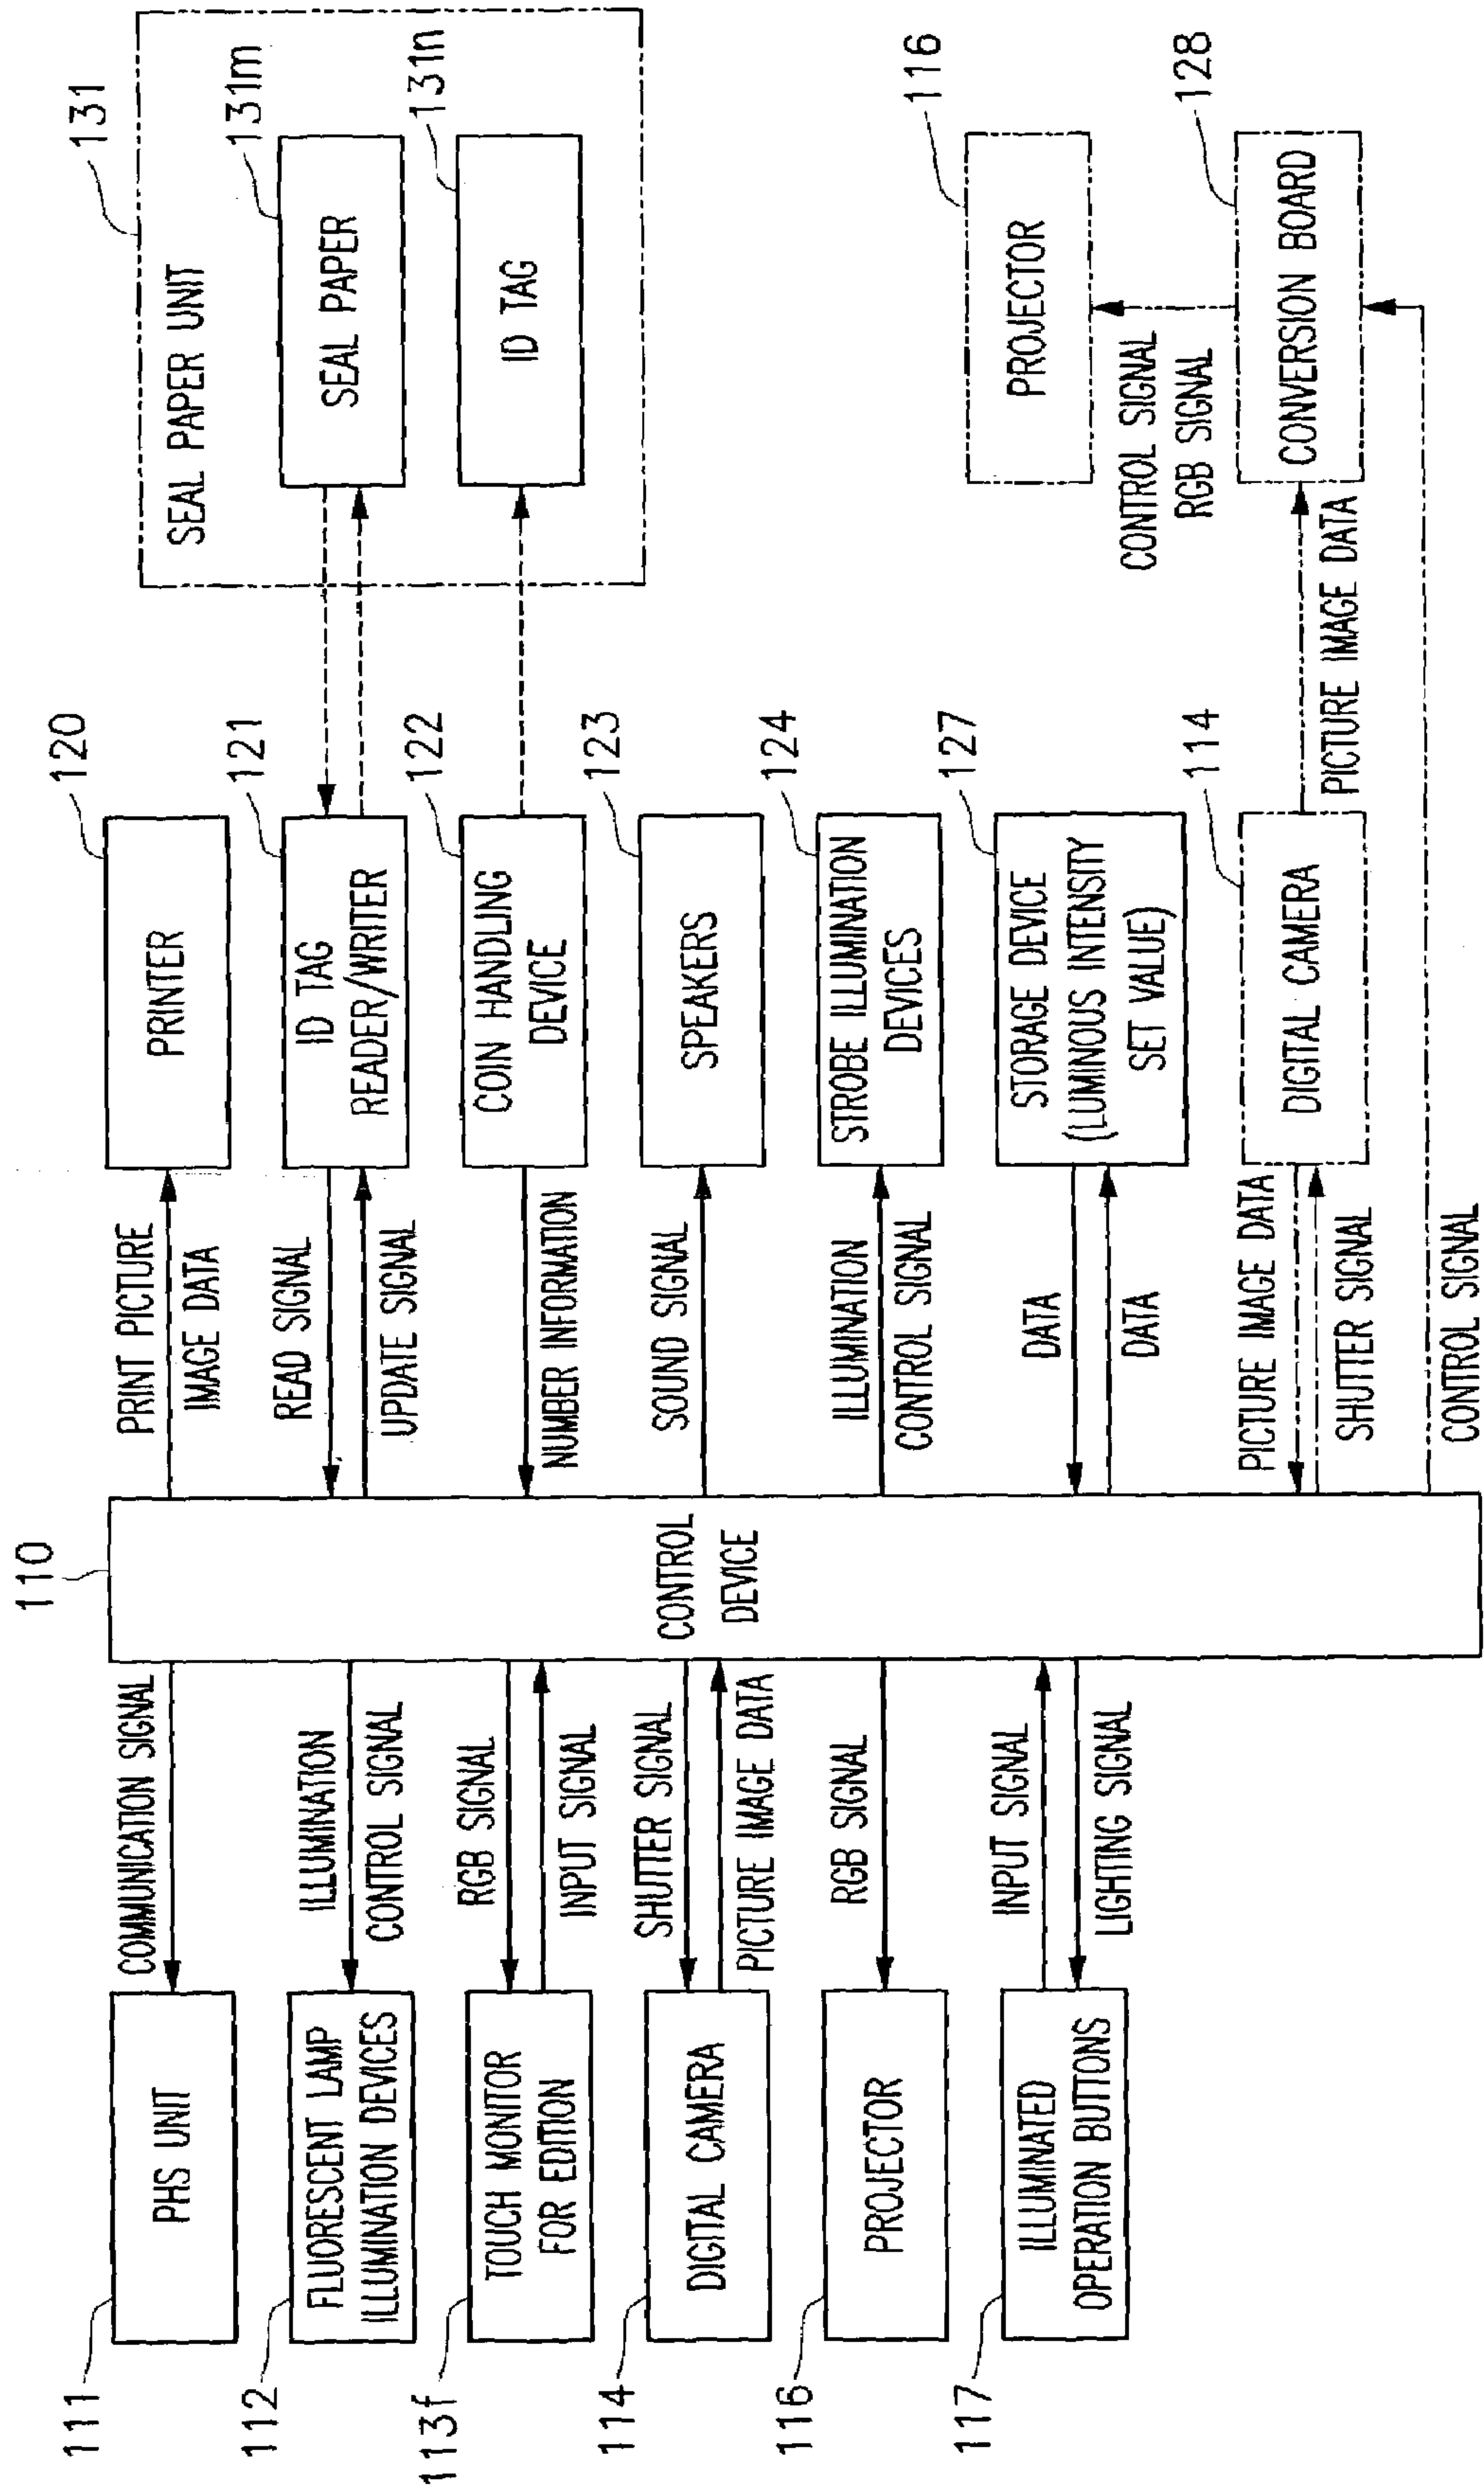 110
CONTROL
DEVICE
111
PHS UNIT
COMMUNICATION SIGNAL
112
FLUORESCENT LAMP
ILLUMINATION DEVICES
ILLUMINATION
CONTROL SIGNAL
113f
TOUCH MONITOR
FOR EDITION
RGB SIGNAL
INPUT SIGNAL
114
DIGITAL CAMERA
SHUTTER SIGNAL
PICTURE IMAGE DATA
116
PROJECTOR
RGB SIGNAL
117
ILLUMINATED
OPERATION BUTTONS
INPUT SIGNAL
LIGHTING SIGNAL
PRINT PICTURE
IMAGE DATA
PRINTER
120
READ SIGNAL
UPDATE SIGNAL
ID TAG
READER/WRITER
121
NUMBER INFORMATION
COIN HANDLING
DEVICE
122
SOUND SIGNAL
SPEAKERS
123
ILLUMINATION
CONTROL SIGNAL
STROBE ILLUMINATION
DEVICES
124
DATA
DATA
STORAGE DEVICE
(LUMINOUS INTENSITY
SET VALUE)
127
PICTURE IMAGE DATA
SHUTTER SIGNAL
DIGITAL CAMERA
114
CONTROL SIGNAL
PICTURE IMAGE DATA
SEAL PAPER UNIT
131
SEAL PAPER
131m
ID TAG
131n
PROJECTOR
116
CONTROL SIGNAL
RGB SIGNAL
CONVERSION BOARD
128